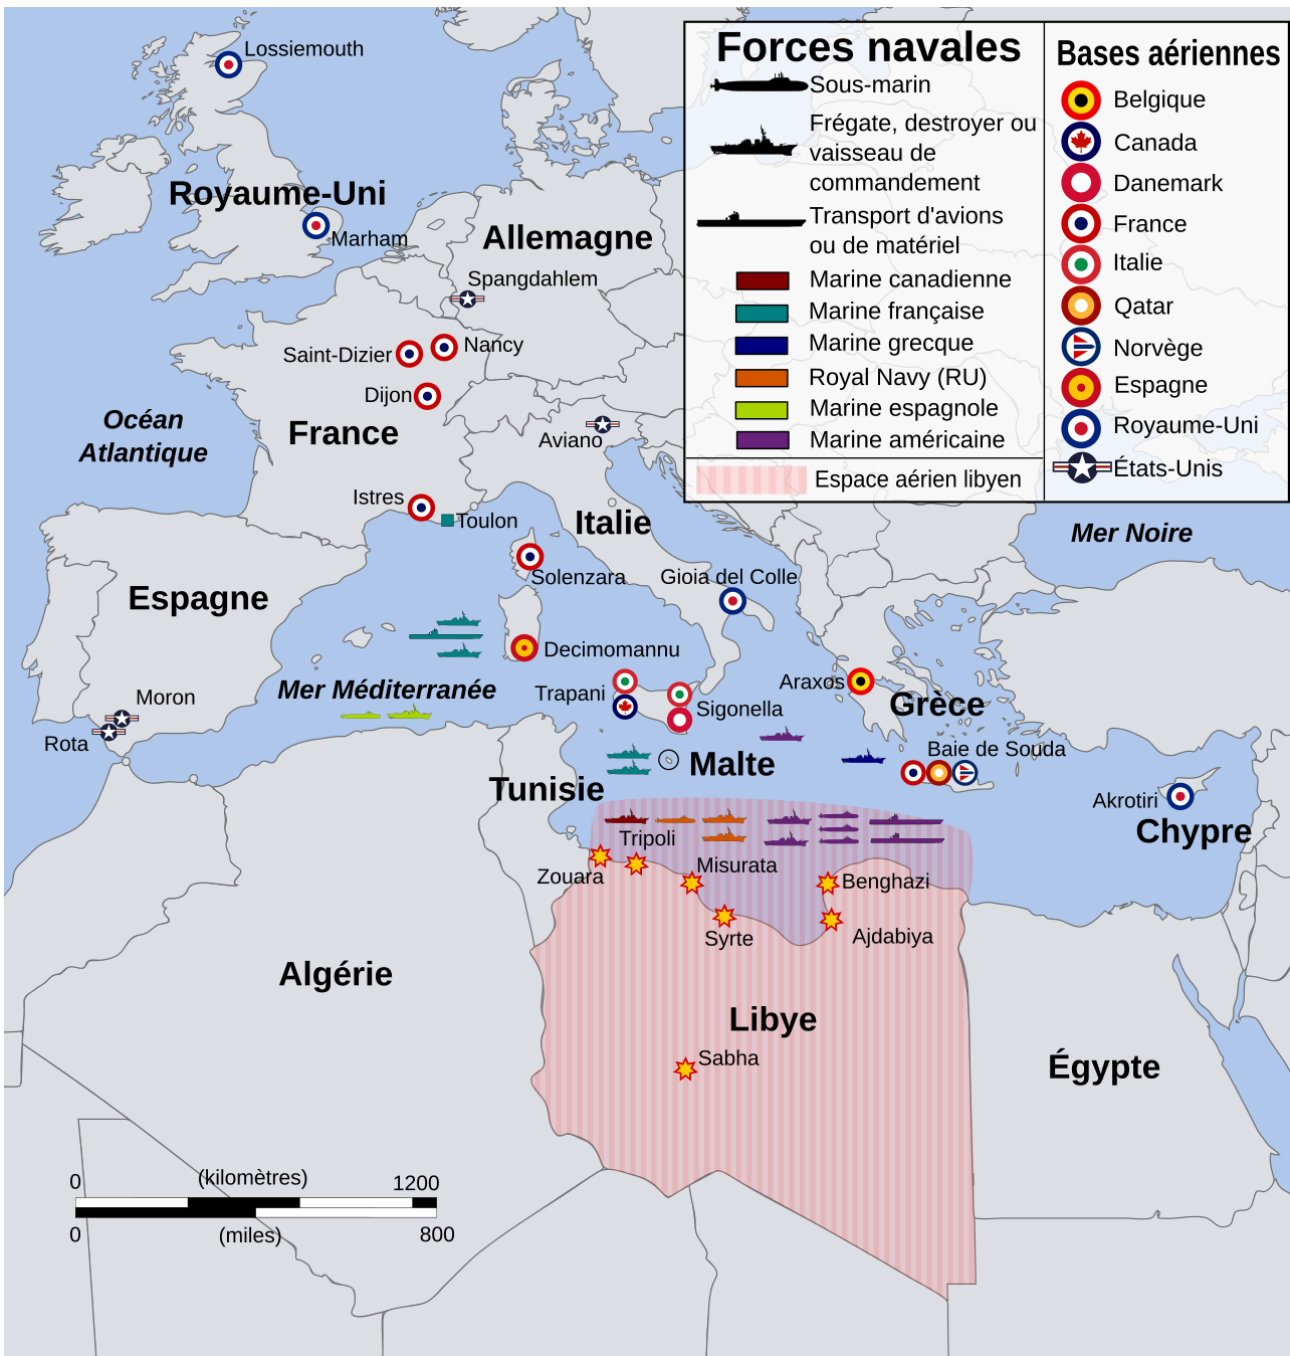 Forces navales
Sous-marin
Frégate, destroyer ou
vaisseau de
commandement
Transport d'avions
ou de matériel
Marine canadienne
Marine française
Marine grecque
Royal Navy (RU)
Marine espagnole
Marine américaine
Espace aérien libyen
Bases aériennes
Belgique
Canada
Danemark
France
Italie
Qatar
Norvège
Espagne
Royaume-Uni
États-Unis
Lossiemouth
Royaume-Uni
Marham
Allemagne
Spangdahlem
Saint-Dizier
Nancy
Dijon
Océan
Atlantique
France
Aviano
Istres
Toulon
Italie
Mer Noire
Solenzara
Gioia del Colle
Espagne
Decimomannu
Mer Méditerranée
Moron
Rota
Trapani
Sigonella
Araxos
Grèce
Baie de Souda
Malte
Tunisie
Akrotiri
Chypre
Tripoli
Zouara
Misurata
Benghazi
Syrte
Ajdabiya
Algérie
Libye
Sabha
Égypte
0 (kilomètres) 1200
0 (miles) 800